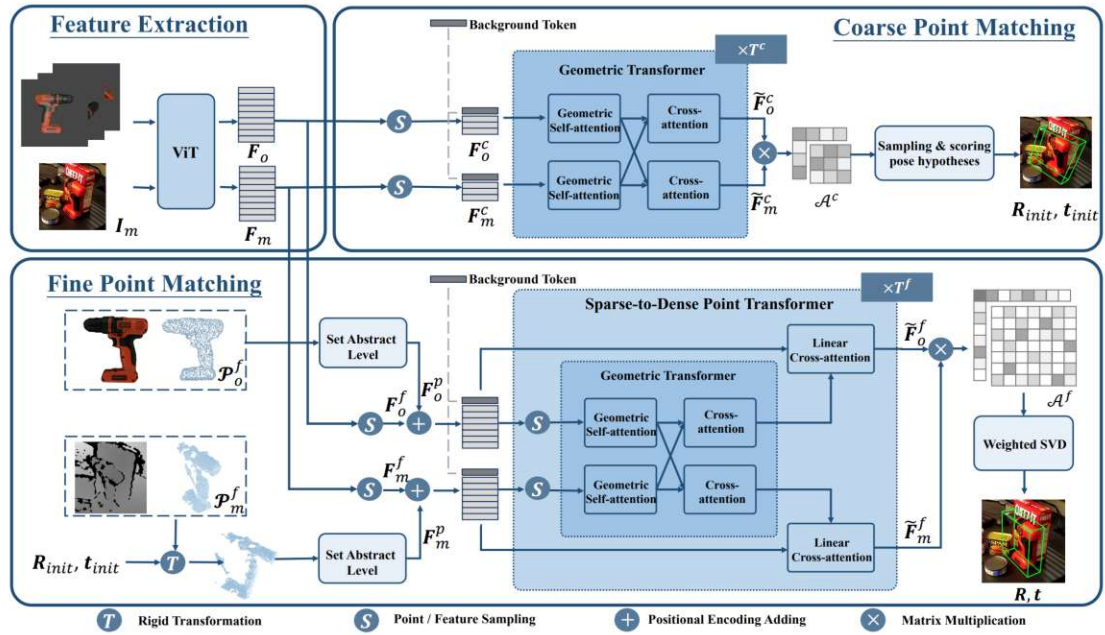 Feature Extraction
ViT
F_o
F_m
I_m
Coarse Point Matching
Background Token
S
S
F_o^c
F_m^c
×T^c
Geometric Transformer
Geometric
Self-attention
Cross-
attention
Geometric
Self-attention
Cross-
attention
F̃_o^c
×
F̃_m^c
𝒜^c
Sampling & scoring
pose hypotheses
R_init, t_init
Fine Point Matching
𝒫_o^f
𝒫_m^f
R_init, t_init
T
Set Abstract
Level
Set Abstract
Level
F_o^p
F_o^f
S
+
F_m^f
S
+
F_m^p
Background Token
×T^f
Sparse-to-Dense Point Transformer
Geometric Transformer
S
Geometric
Self-attention
Cross-
attention
S
Geometric
Self-attention
Cross-
attention
Linear
Cross-attention
Linear
Cross-attention
F̃_o^f
×
F̃_m^f
𝒜^f
Weighted SVD
R, t
T Rigid Transformation
S Point / Feature Sampling
+ Positional Encoding Adding
× Matrix Multiplication